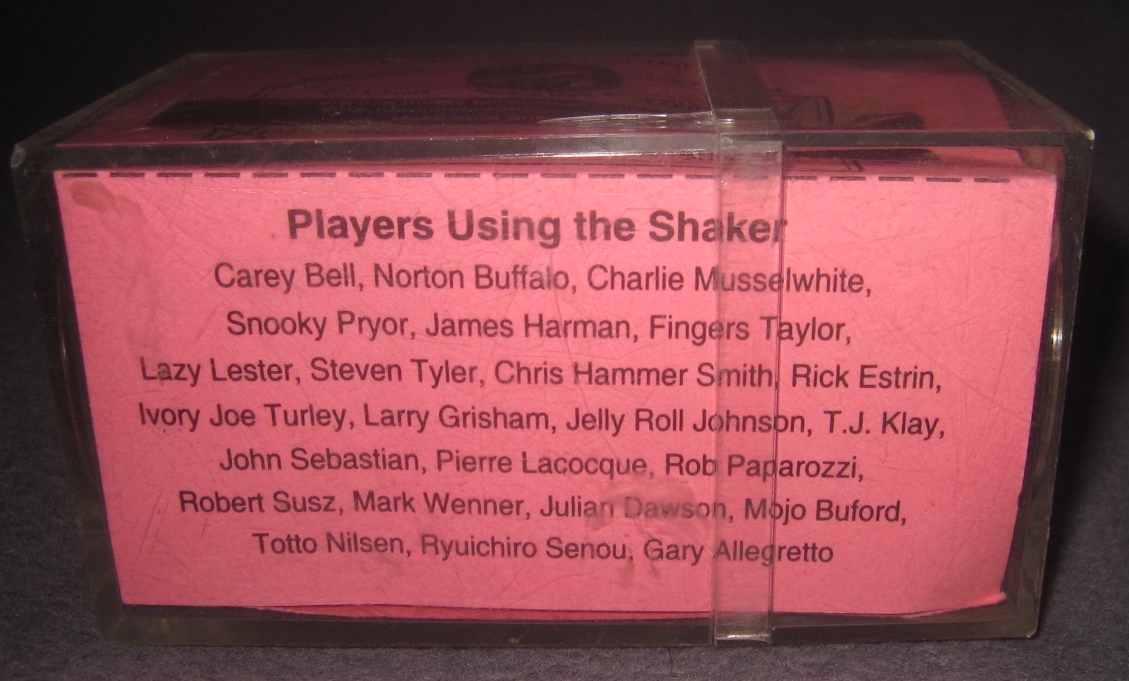 Players Using the Shaker
Carey Bell, Norton Buffalo, Charlie Musselwhite,
Snooky Pryor, James Harman, Fingers Taylor,
Lazy Lester, Steven Tyler, Chris Hammer Smith, Rick Estrin,
Ivory Joe Turley, Larry Grisham, Jelly Roll Johnson, T.J. Klay,
John Sebastian, Pierre Lacocque, Rob Paparozzi,
Robert Susz, Mark Wenner, Julian Dawson, Mojo Buford,
Totto Nilsen, Ryuichiro Senou, Gary Allegretto